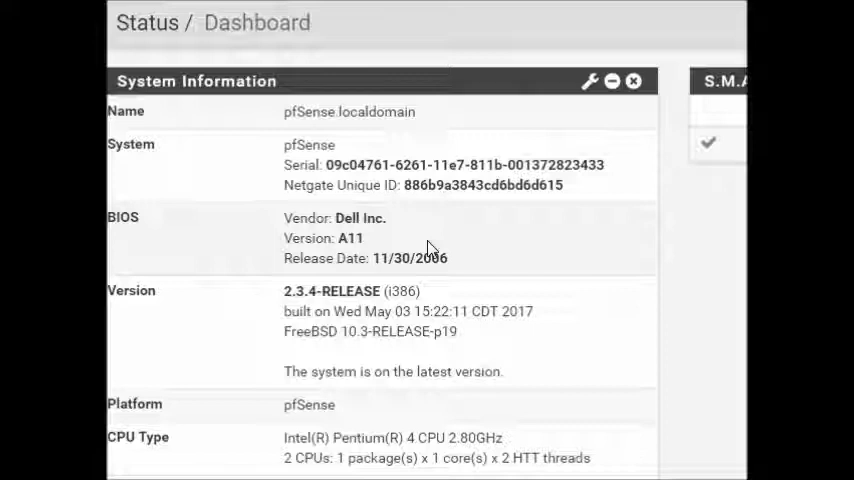 Status / Dashboard
System Information
S.M.A
Name pfSense.localdomain
System pfSense
Serial: 09c04761-6261-11e7-811b-001372823433
Netgate Unique ID: 886b9a3843cd6bd6d615
BIOS Vendor: Dell Inc.
Version: A11
Release Date: 11/30/2006
Version 2.3.4-RELEASE (i386)
built on Wed May 03 15:22:11 CDT 2017
FreeBSD 10.3-RELEASE-p19
The system is on the latest version.
Platform pfSense
CPU Type Intel(R) Pentium(R) 4 CPU 2.80GHz
2 CPUs: 1 package(s) x 1 core(s) x 2 HTT threads